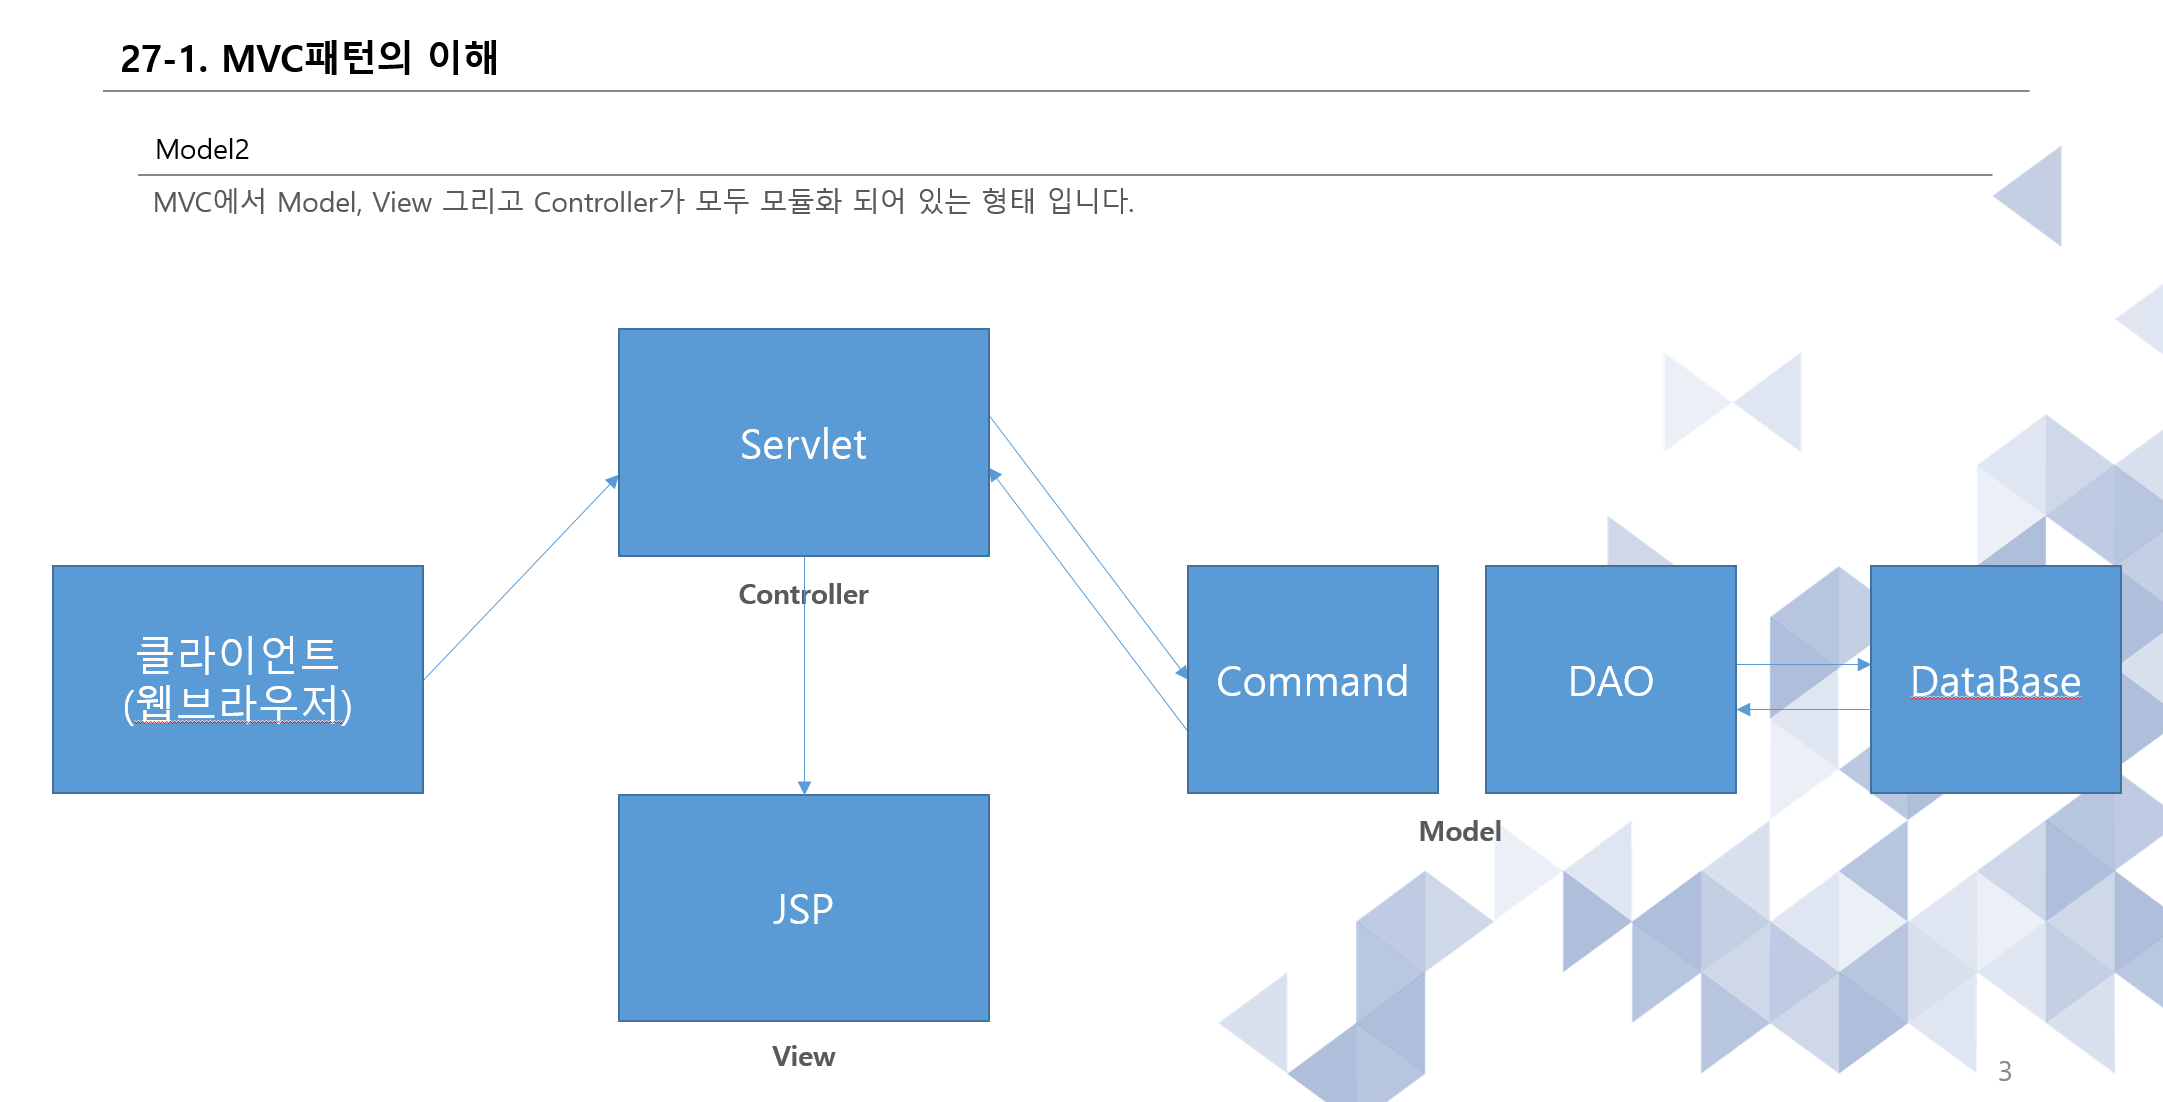 27-1. MVC패턴의 이해
Model2
MVC에서 Model, View 그리고 Controller가 모두 모듈화 되어 있는 형태 입니다.
Servlet
Controller
클라이언트
(웹브라우저)
Command
DAO
DataBase
Model
JSP
View
3